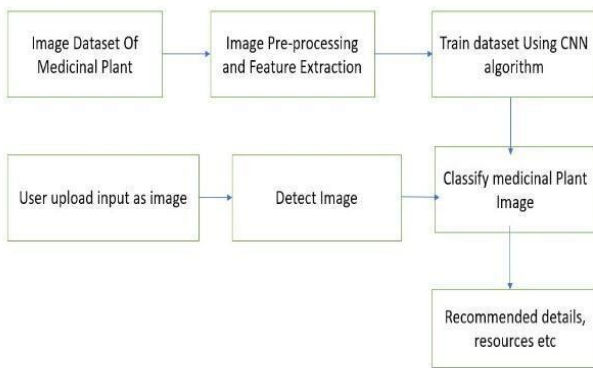 Image Dataset Of
Medicinal Plant
Image Pre-processing
and Feature Extraction
Train dataset Using CNN
algorithm
User upload input as image
Detect Image
Classify medicinal Plant
Image
Recommended details,
resources etc